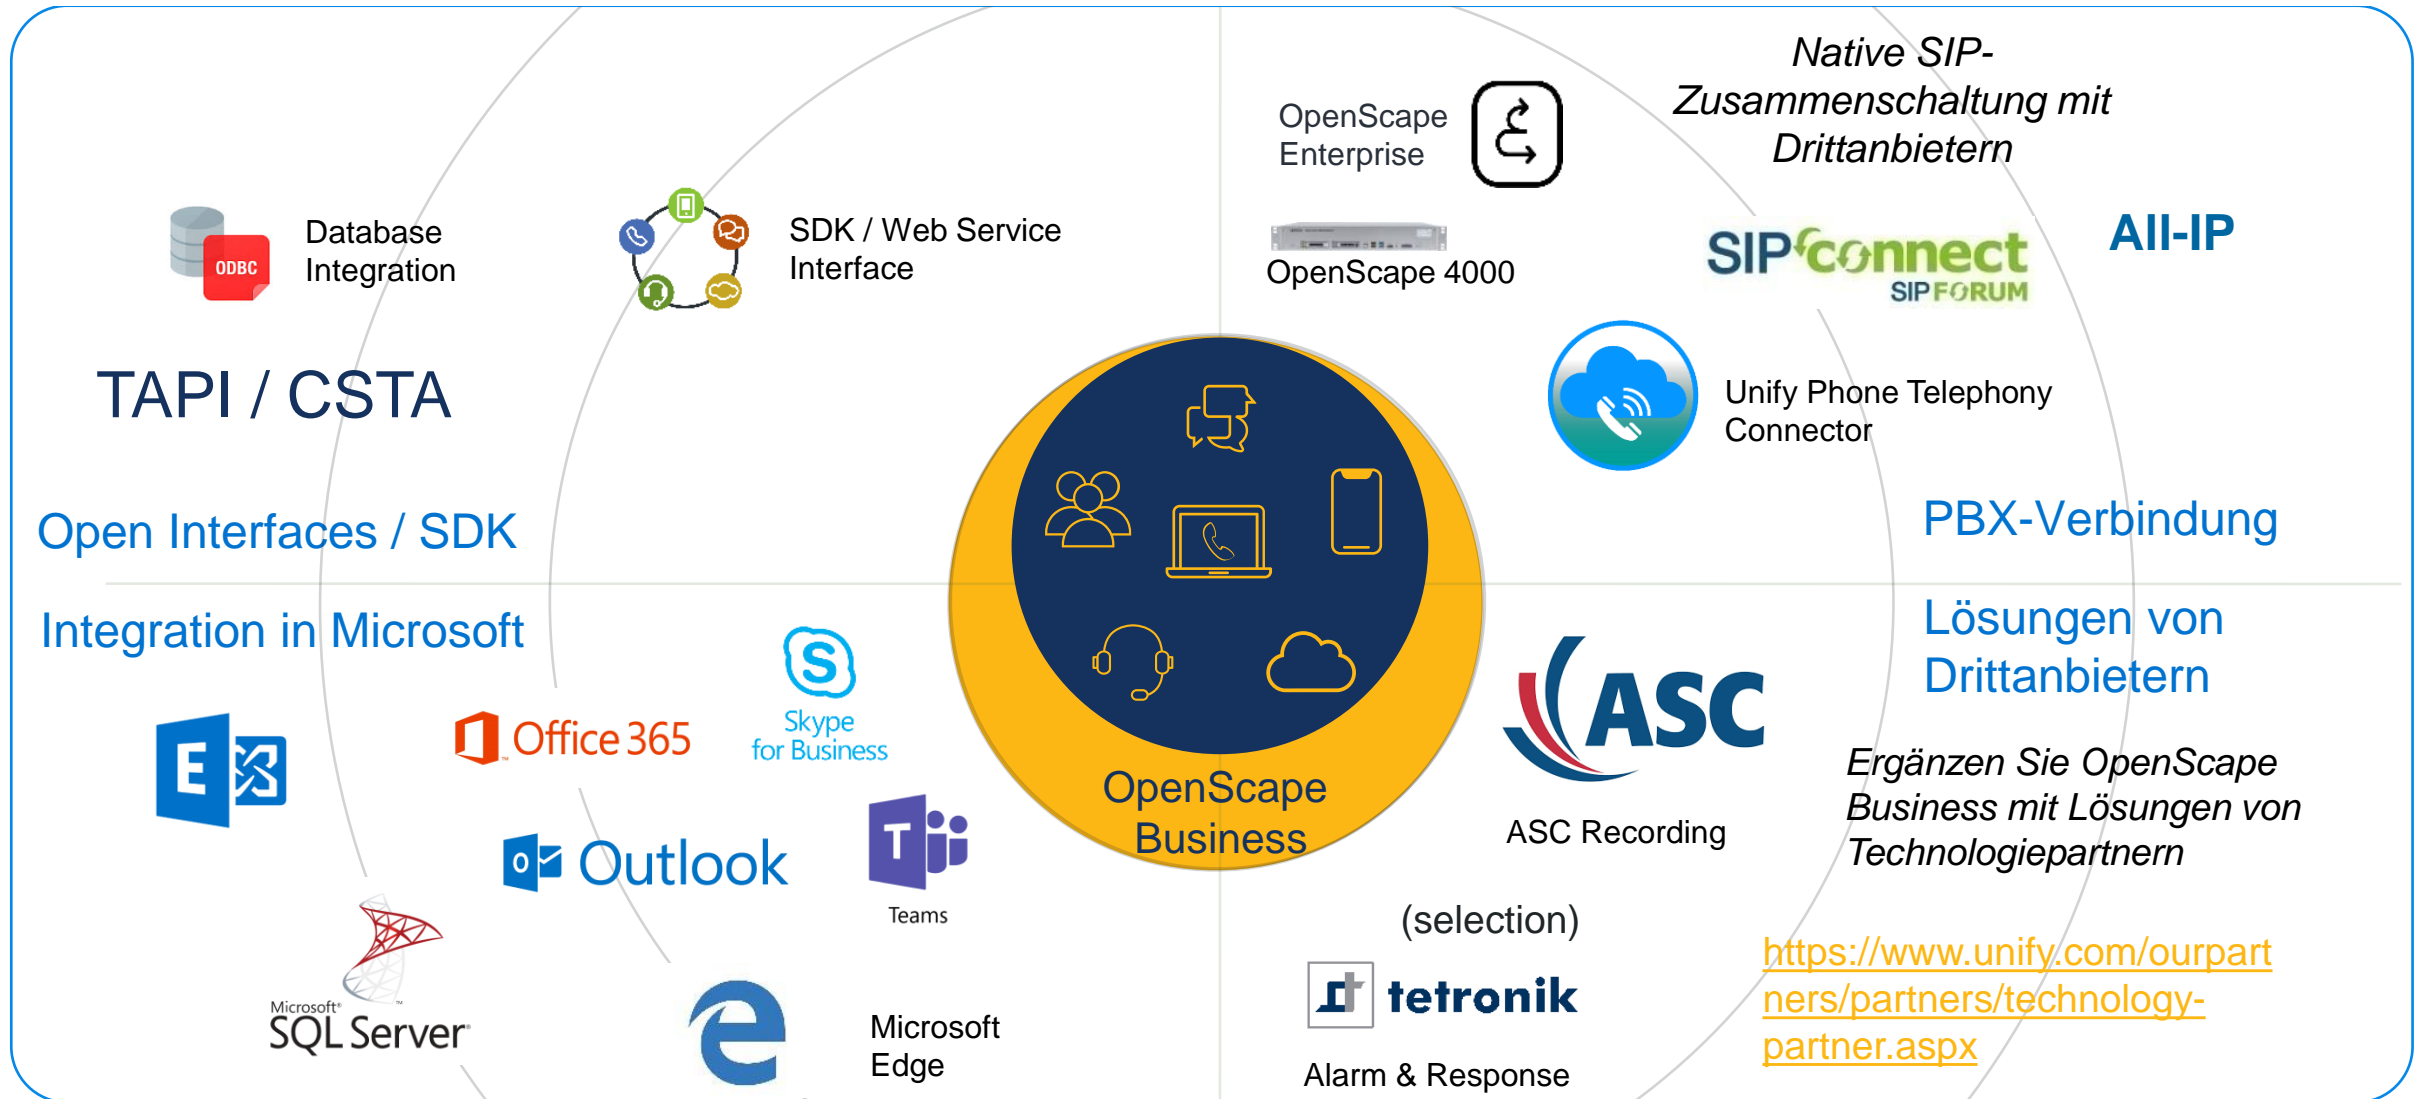 Native SIP-
Zusammenschaltung mit
Drittanbietern
OpenScape
Enterprise
OpenScape 4000
SIPconnect
SIP FORUM
All-IP
Unify Phone Telephony
Connector
PBX-Verbindung
ODBC
Database
Integration
SDK / Web Service
Interface
TAPI / CSTA
Open Interfaces / SDK
Integration in Microsoft
E
Office 365
S
Skype
for Business
o
Outlook
T
Teams
Microsoft®
SQL Server
Microsoft
Edge
OpenScape
Business
ASC
ASC Recording
(selection)
tetronik
Alarm & Response
Lösungen von
Drittanbietern
Ergänzen Sie OpenScape
Business mit Lösungen von
Technologiepartnern
https://www.unify.com/ourpart
ners/partners/technology-
partner.aspx